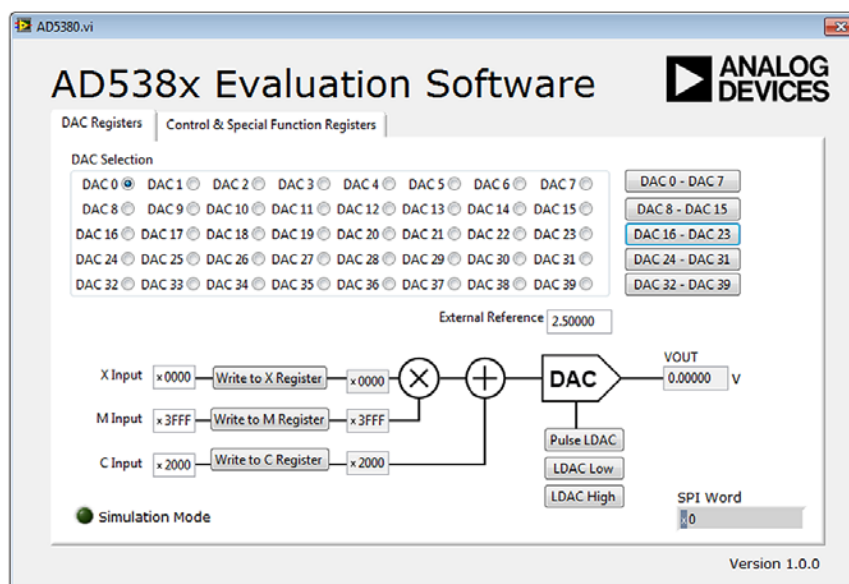 AD5380.vi
AD538x Evaluation Software
ANALOG
DEVICES
DAC Registers
Control & Special Function Registers
DAC Selection
DAC 0 DAC 1 DAC 2 DAC 3 DAC 4 DAC 5 DAC 6 DAC 7 DAC 0 - DAC 7
DAC 8 DAC 9 DAC 10 DAC 11 DAC 12 DAC 13 DAC 14 DAC 15 DAC 8 - DAC 15
DAC 16 DAC 17 DAC 18 DAC 19 DAC 20 DAC 21 DAC 22 DAC 23 DAC 16 - DAC 23
DAC 24 DAC 25 DAC 26 DAC 27 DAC 28 DAC 29 DAC 30 DAC 31 DAC 24 - DAC 31
DAC 32 DAC 33 DAC 34 DAC 35 DAC 36 DAC 37 DAC 38 DAC 39 DAC 32 - DAC 39
External Reference 2.50000
X Input x0000 Write to X Register x0000
DAC
VOUT
0.00000 V
M Input x3FFF Write to M Register x3FFF
Pulse LDAC
C Input x2000 Write to C Register x2000
LDAC Low
LDAC High
SPI Word
x0
Simulation Mode
Version 1.0.0